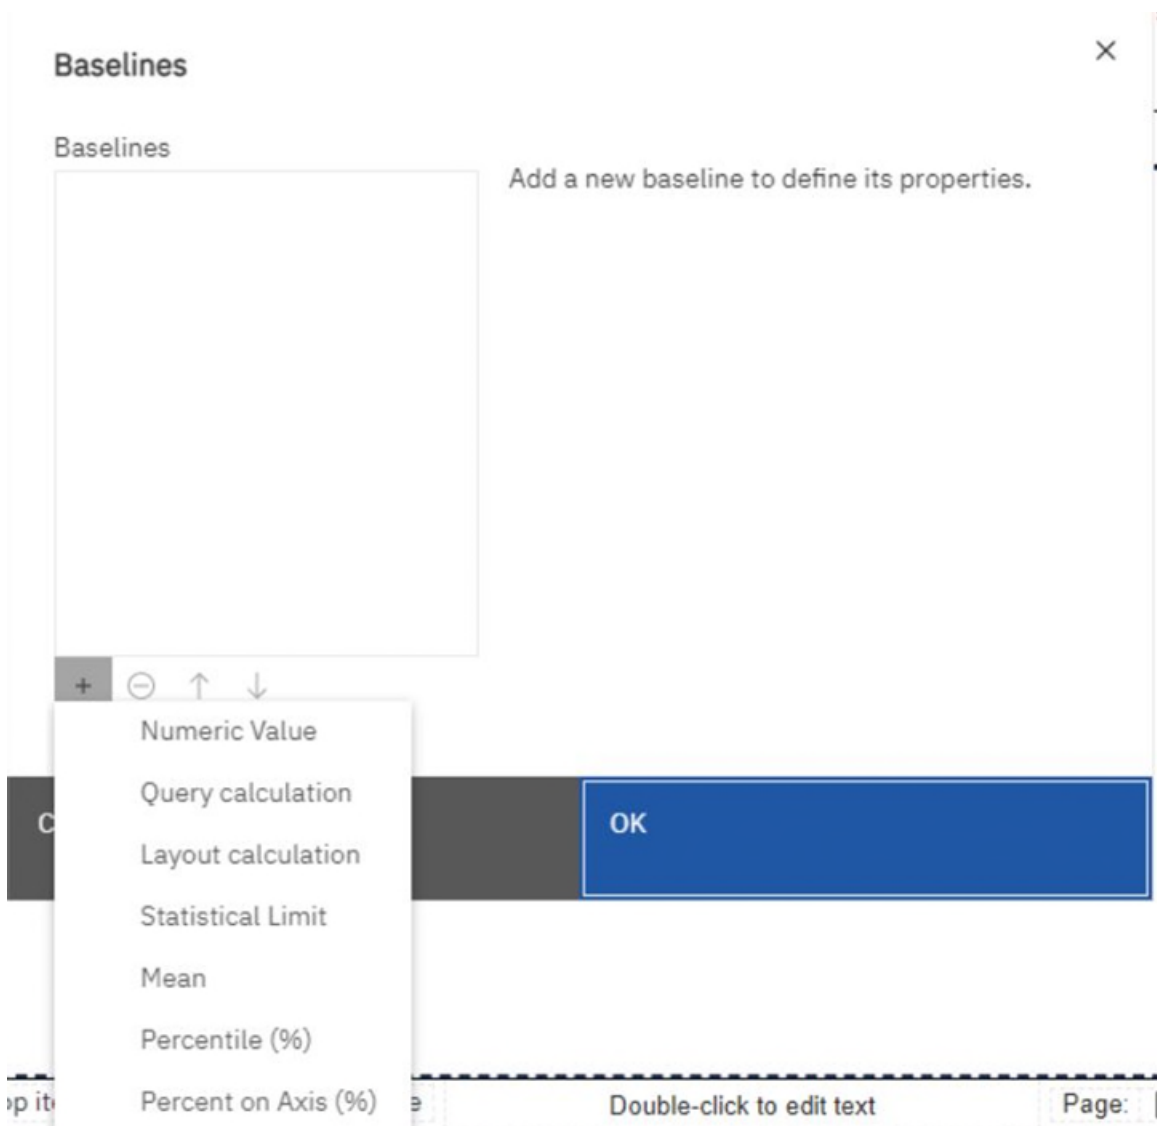 Baselines
Baselines
Add a new baseline to define its properties.
Numeric Value
Query calculation
OK
Layout calculation
Statistical Limit
Mean
Percentile (%)
Percent on Axis (%)
Double-click to edit text
Page: